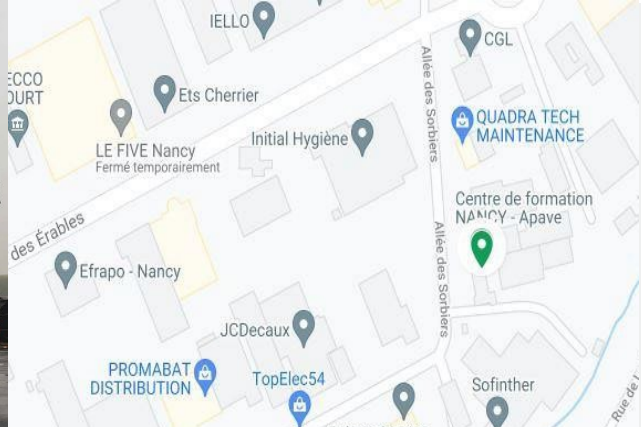 IELLO
CGL
ECCO
OURT
Ets Cherrier
Allée des Sorbiers
QUADRA TECH
MAINTENANCE
LE FIVE Nancy
Fermé temporairement
Initial Hygiène
Centre de formation
NANCY - Apave
des Érables
Allée des Sorbiers
Efrapo - Nancy
JCDecaux
PROMABAT
DISTRIBUTION
TopElec54
Sofinther
Rue de